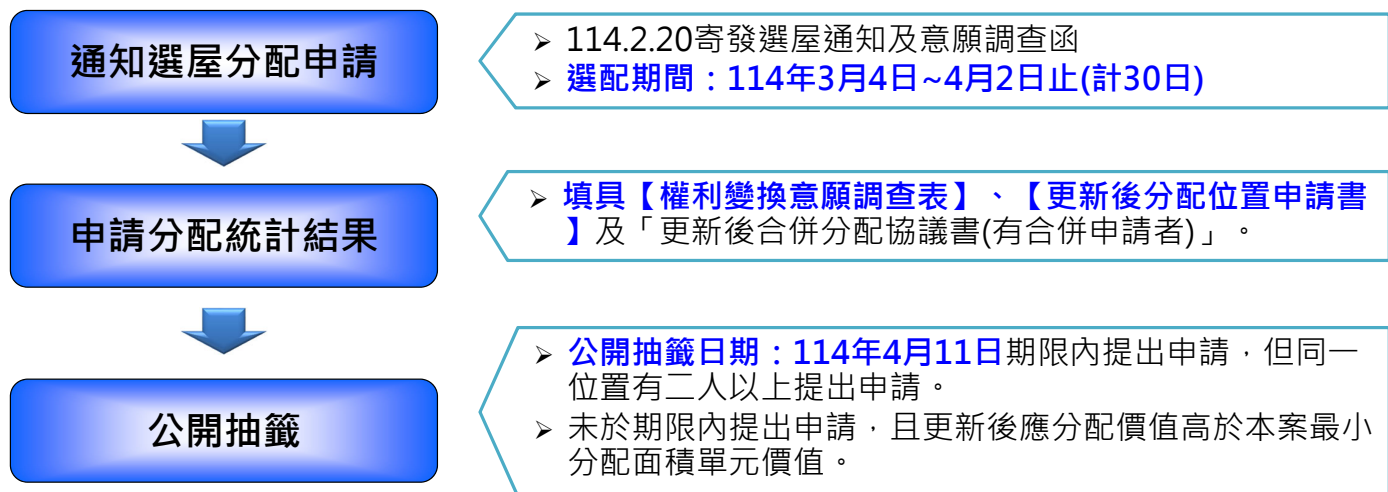 通知選屋分配申請
➢ 114.2.20寄發選屋通知及意願調查函
➢ 選配期間：114年3月4日~4月2日止(計30日)
申請分配統計結果
➢ 填具【權利變換意願調查表】、【更新後分配位置申請書
】及「更新後合併分配協議書(有合併申請者)」。
公開抽籤
➢ 公開抽籤日期：114年4月11日期限內提出申請，但同一
位置有二人以上提出申請。
➢ 未於期限內提出申請，且更新後應分配價值高於本案最小
分配面積單元價值。